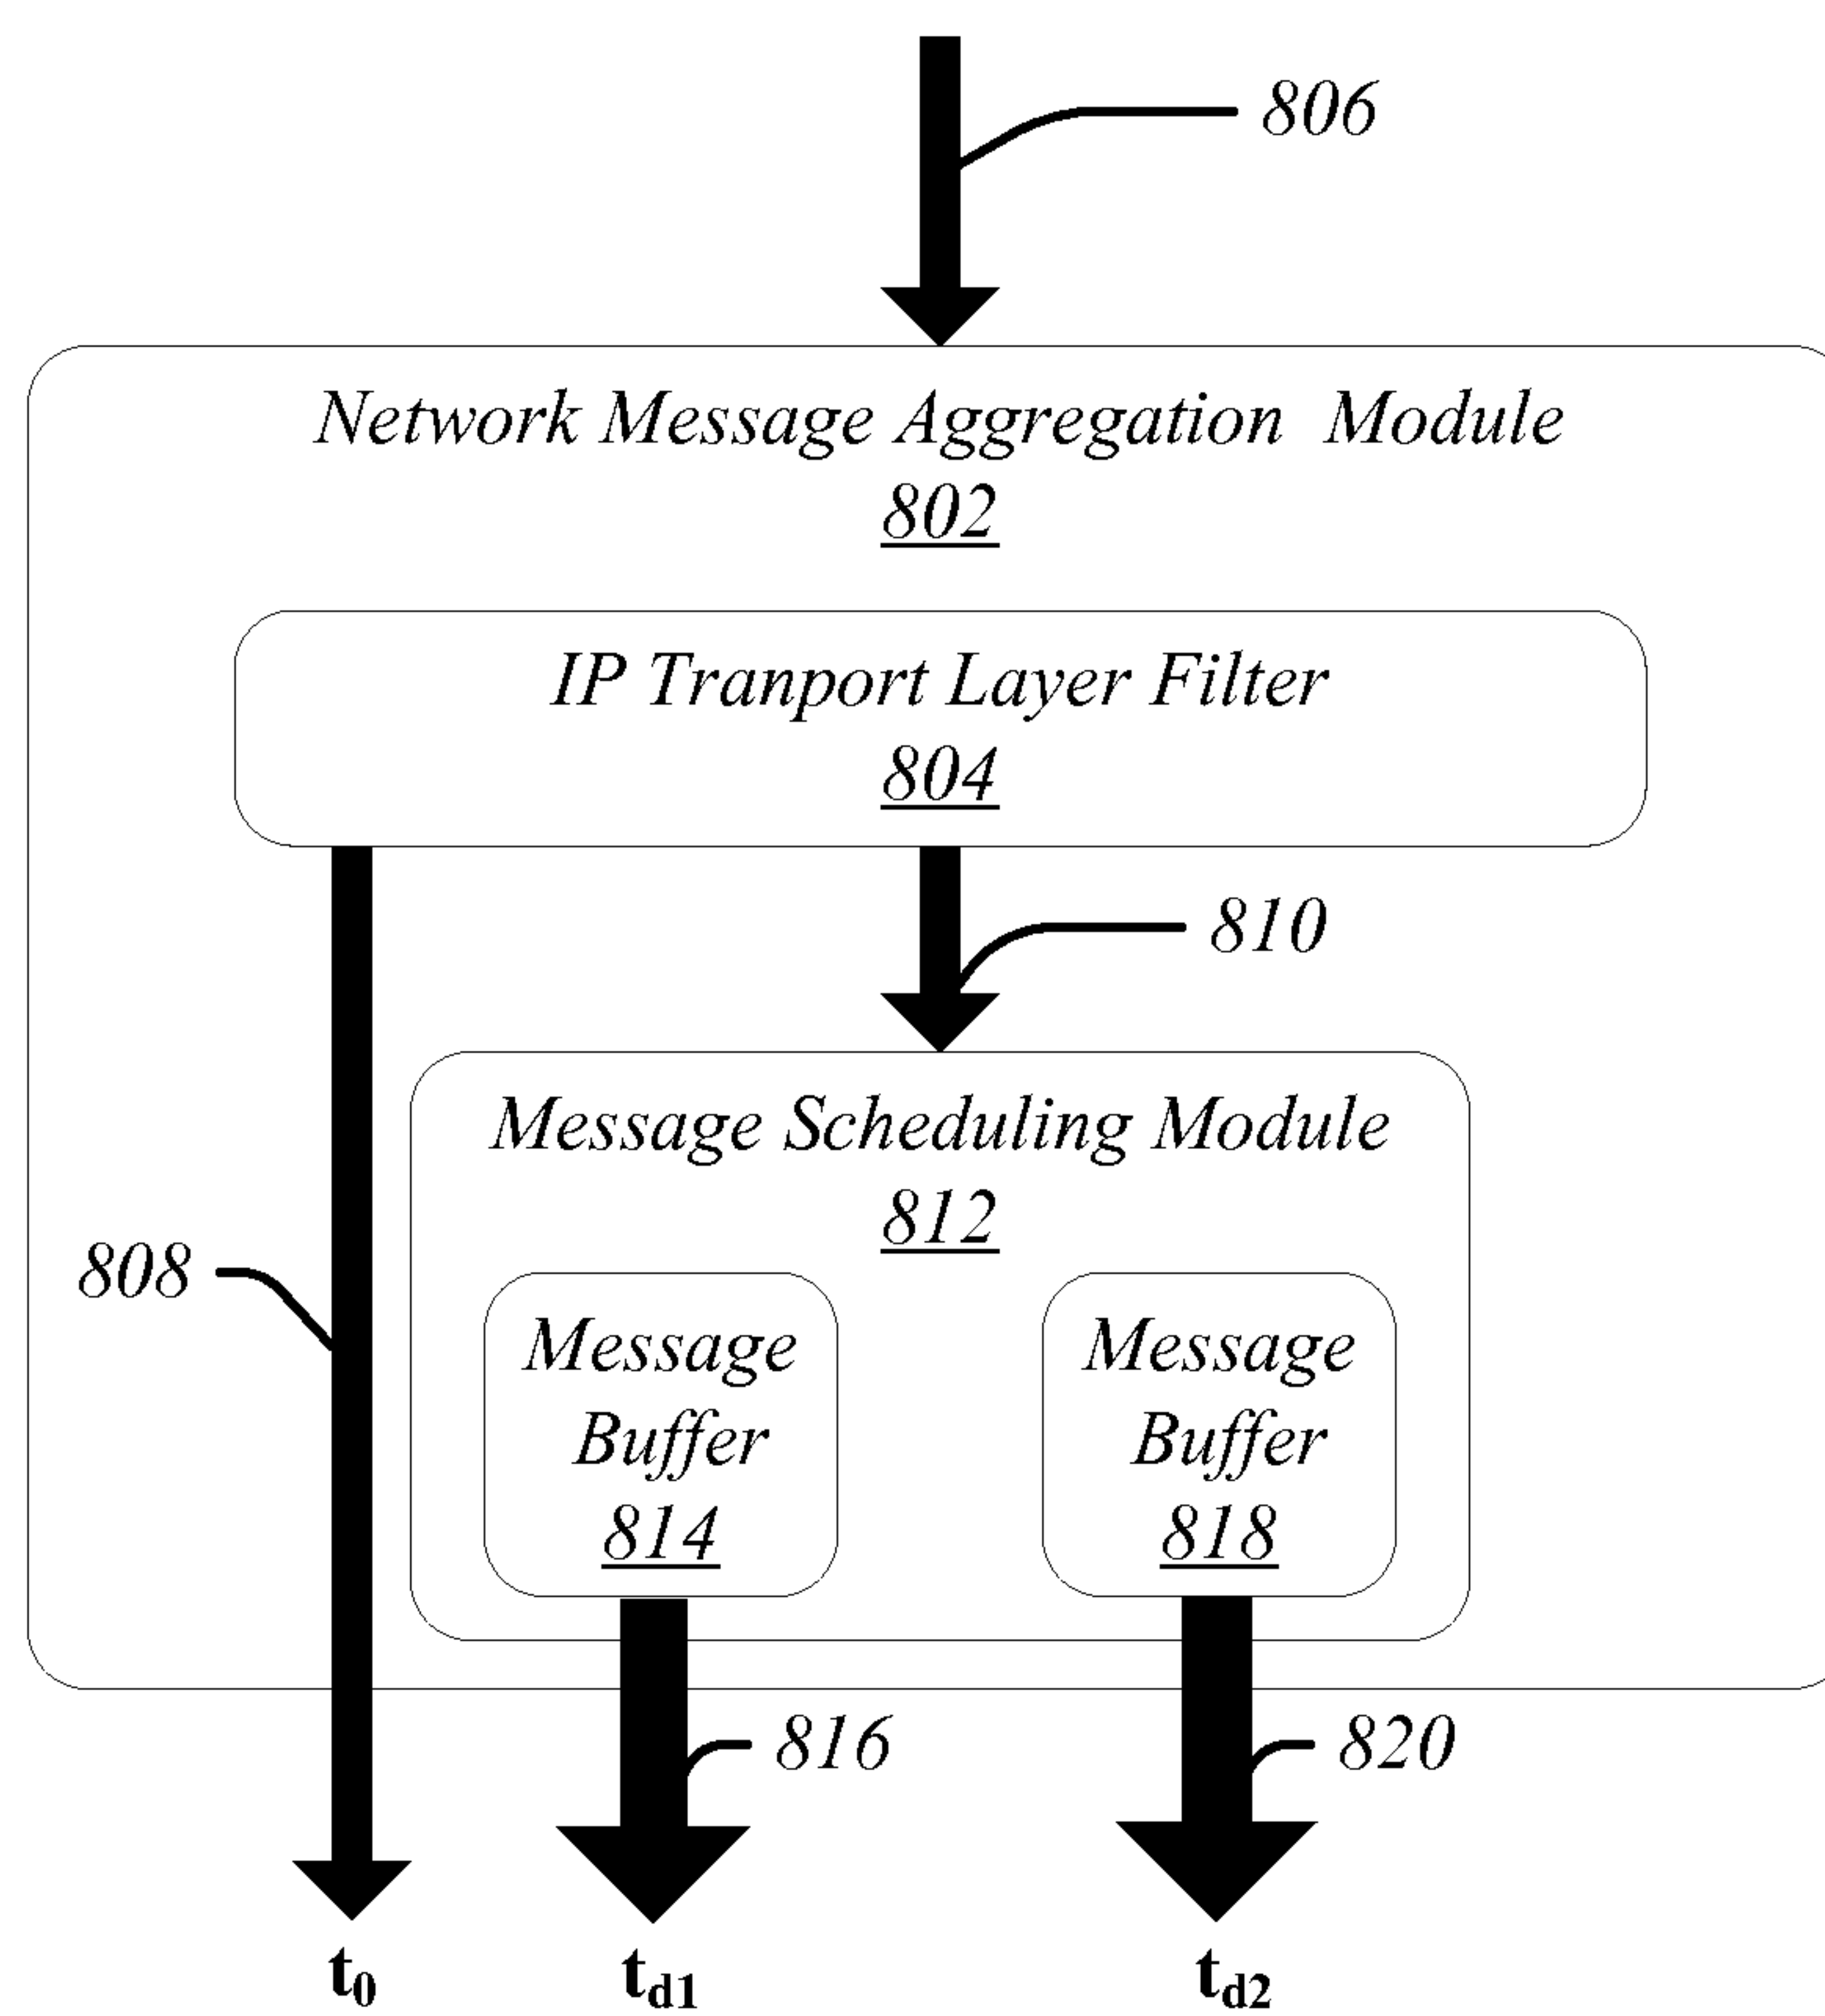 806
Network Message Aggregation Module
802
IP Tranport Layer Filter
804
810
Message Scheduling Module
812
808
Message
Buffer
814
Message
Buffer
818
816
820
t0
td1
td2